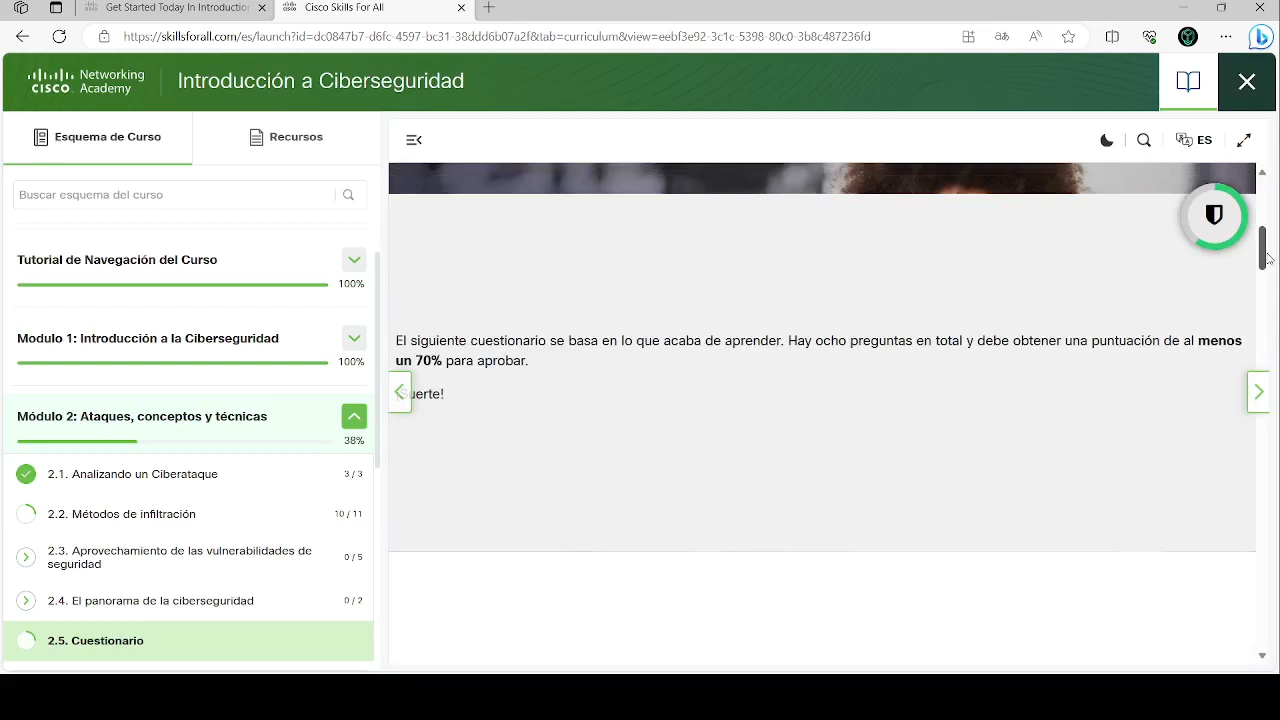 Get Started Today In Introduction
Cisco Skills For All
https://skillsforall.com/es/launch?id=dc0847b7-d6fc-4597-bc31-38ddd6b07a2f&tab=curriculum&view=eebf3e92-3c1c-5398-80c0-3b8c487236fd
CISCO Networking Academy
Introducción a Ciberseguridad
Esquema de Curso
Recursos
ES
Buscar esquema del curso
Tutorial de Navegación del Curso
100%
Modulo 1: Introducción a la Ciberseguridad
100%
Módulo 2: Ataques, conceptos y técnicas
38%
2.1. Analizando un Ciberataque 3 / 3
2.2. Métodos de infiltración 10 / 11
2.3. Aprovechamiento de las vulnerabilidades de
seguridad 0 / 5
2.4. El panorama de la ciberseguridad 0 / 2
2.5. Cuestionario
El siguiente cuestionario se basa en lo que acaba de aprender. Hay ocho preguntas en total y debe obtener una puntuación de al menos
un 70% para aprobar.
¡Suerte!